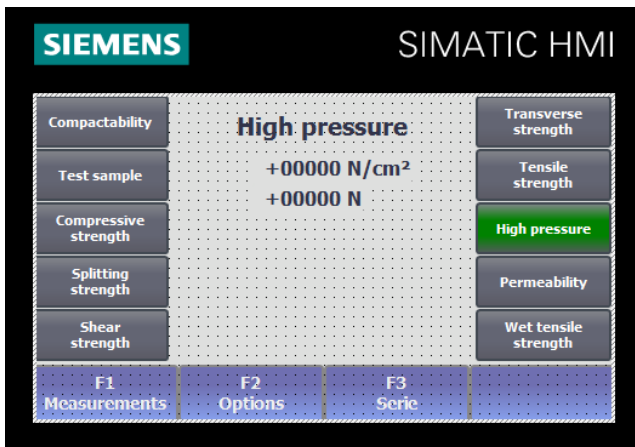 SIEMENS
SIMATIC HMI
Compactability
Test sample
Compressive
strength
Splitting
strength
Shear
strength
High pressure
+00000 N/cm²
+00000 N
Transverse
strength
Tensile
strength
High pressure
Permeability
Wet tensile
strength
F1
Measurements
F2
Options
F3
Serie